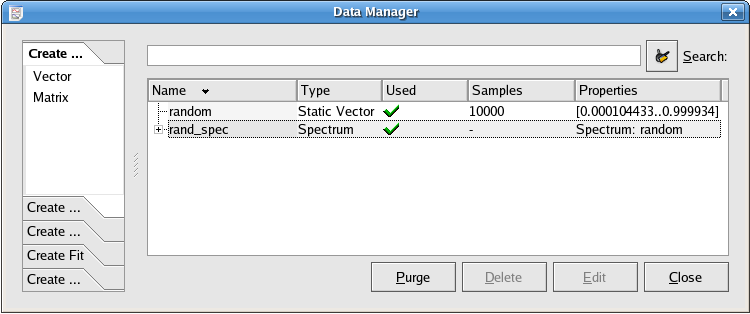 Data Manager
Create ...
Vector
Matrix
Search:
Name Type Used Samples Properties
random Static Vector 10000 [0.000104433..0.999934]
rand_spec Spectrum - Spectrum: random
Create ...
Create ...
Create Fit
Create ...
Purge Delete Edit Close